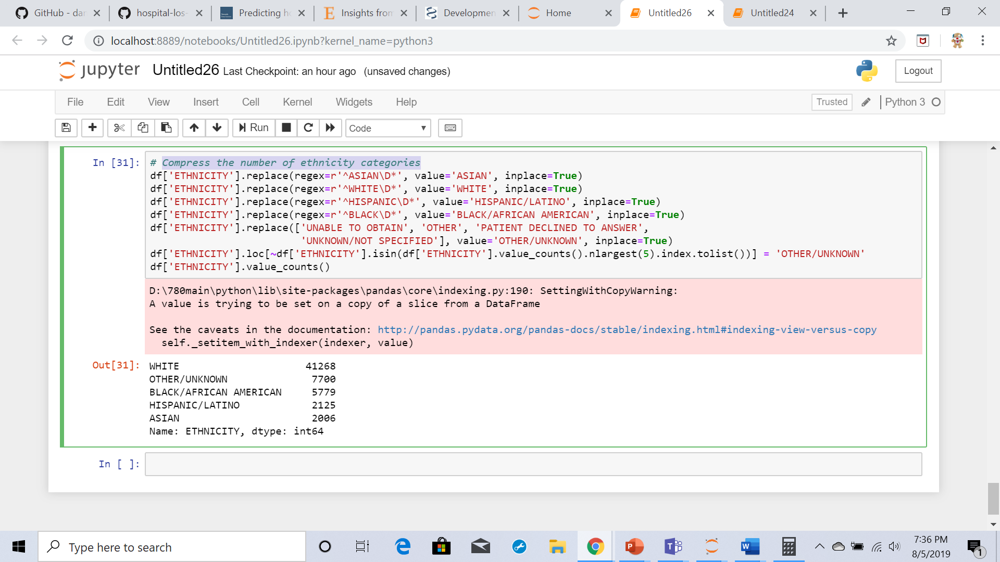 GitHub - dar
hospital-los-
Predicting ho
Insights from
Developmen
Home
Untitled26
Untitled24
localhost:8889/notebooks/Untitled26.ipynb?kernel_name=python3
jupyter Untitled26 Last Checkpoint: an hour ago (unsaved changes)
Logout
File Edit View Insert Cell Kernel Widgets Help
Trusted Python 3
Run Code
In [31]:
# Compress the number of ethnicity categories
df['ETHNICITY'].replace(regex=r'^ASIAN\D*', value='ASIAN', inplace=True)
df['ETHNICITY'].replace(regex=r'^WHITE\D*', value='WHITE', inplace=True)
df['ETHNICITY'].replace(regex=r'^HISPANIC\D*', value='HISPANIC/LATINO', inplace=True)
df['ETHNICITY'].replace(regex=r'^BLACK\D*', value='BLACK/AFRICAN AMERICAN', inplace=True)
df['ETHNICITY'].replace(['UNABLE TO OBTAIN', 'OTHER', 'PATIENT DECLINED TO ANSWER',
'UNKNOWN/NOT SPECIFIED'], value='OTHER/UNKNOWN', inplace=True)
df['ETHNICITY'].loc[~df['ETHNICITY'].isin(df['ETHNICITY'].value_counts().nlargest(5).index.tolist())] = 'OTHER/UNKNOWN'
df['ETHNICITY'].value_counts()
D:\780main\python\lib\site-packages\pandas\core\indexing.py:190: SettingWithCopyWarning:
A value is trying to be set on a copy of a slice from a DataFrame
See the caveats in the documentation: http://pandas.pydata.org/pandas-docs/stable/indexing.html#indexing-view-versus-copy
self._setitem_with_indexer(indexer, value)
Out[31]:
WHITE 41268
OTHER/UNKNOWN 7700
BLACK/AFRICAN AMERICAN 5779
HISPANIC/LATINO 2125
ASIAN 2006
Name: ETHNICITY, dtype: int64
In [ ]:
Type here to search
7:36 PM
8/5/2019
1